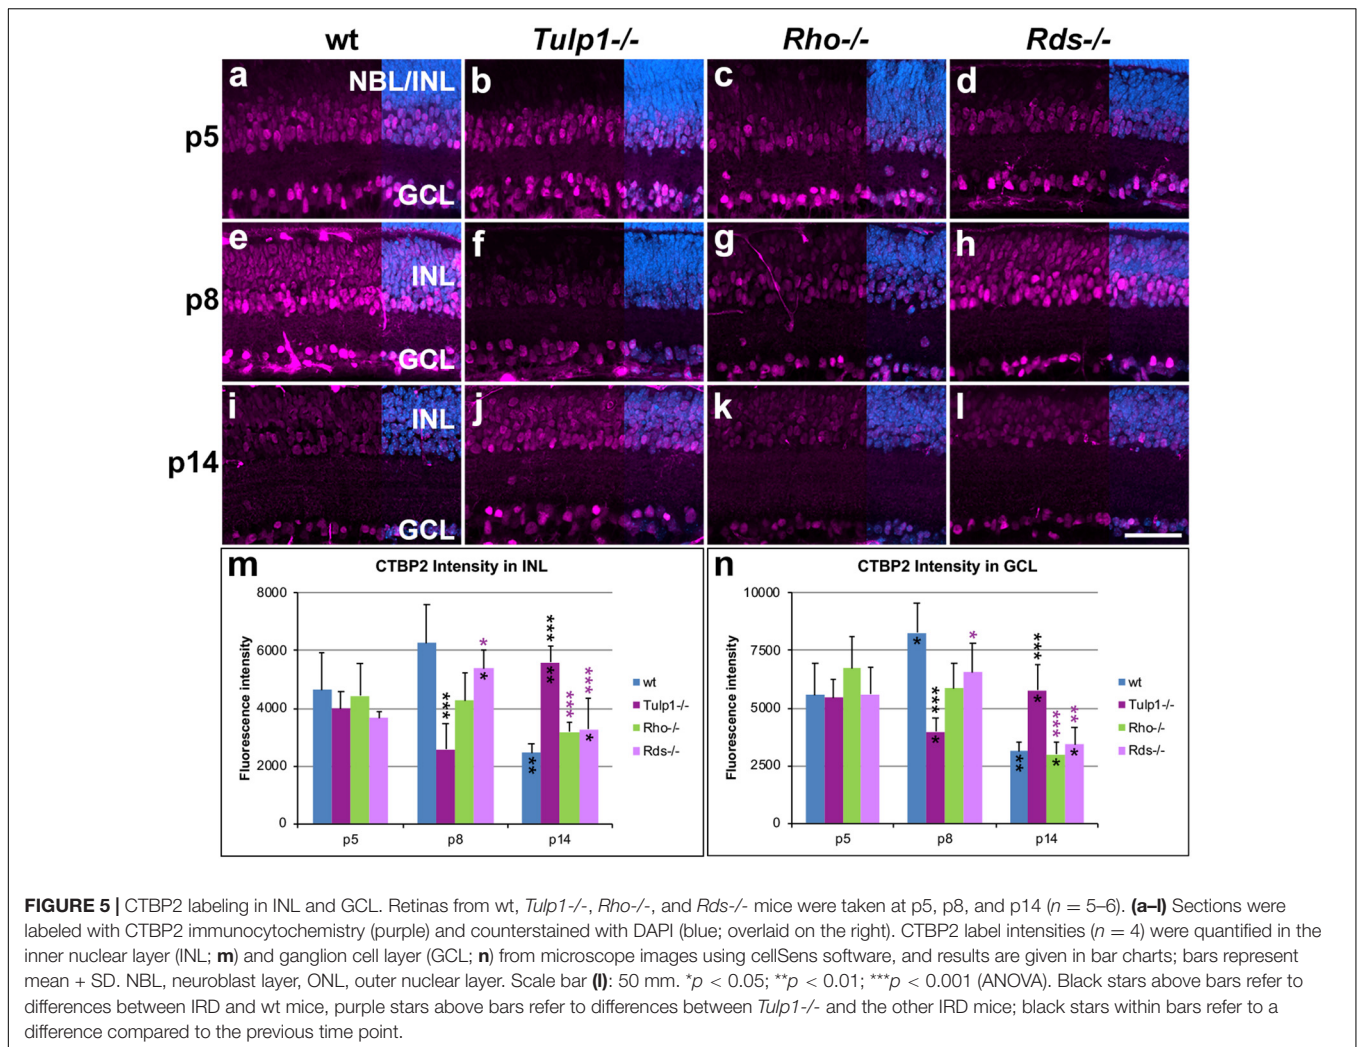 wt Tulp1-/- Rho-/- Rds-/-
a NBL/INL b c d
p5
GCL
e f g h
INL
p8
GCL
i j k l
INL
p14
GCL
m CTBP2 Intensity in INL
8000
6000
4000
2000
0
Fluorescence intensity
*** * *** ** *** *** * ** *
p5 p8 p14
wt
Tulp1-/-
Rho-/-
Rds-/-
n CTBP2 Intensity in GCL
10000
7500
5000
2500
0
Fluorescence intensity
* *** * * *** * *** ** ** * *
p5 p8 p14
wt
Tulp1-/-
Rho-/-
Rds-/-
FIGURE 5 | CTBP2 labeling in INL and GCL. Retinas from wt, Tulp1-/-, Rho-/-, and Rds-/- mice were taken at p5, p8, and p14 (n = 5–6). (a–l) Sections were
labeled with CTBP2 immunocytochemistry (purple) and counterstained with DAPI (blue; overlaid on the right). CTBP2 label intensities (n = 4) were quantified in the
inner nuclear layer (INL; m) and ganglion cell layer (GCL; n) from microscope images using cellSens software, and results are given in bar charts; bars represent
mean + SD. NBL, neuroblast layer, ONL, outer nuclear layer. Scale bar (l): 50 mm. *p < 0.05; **p < 0.01; ***p < 0.001 (ANOVA). Black stars above bars refer to
differences between IRD and wt mice, purple stars above bars refer to differences between Tulp1-/- and the other IRD mice; black stars within bars refer to a
difference compared to the previous time point.